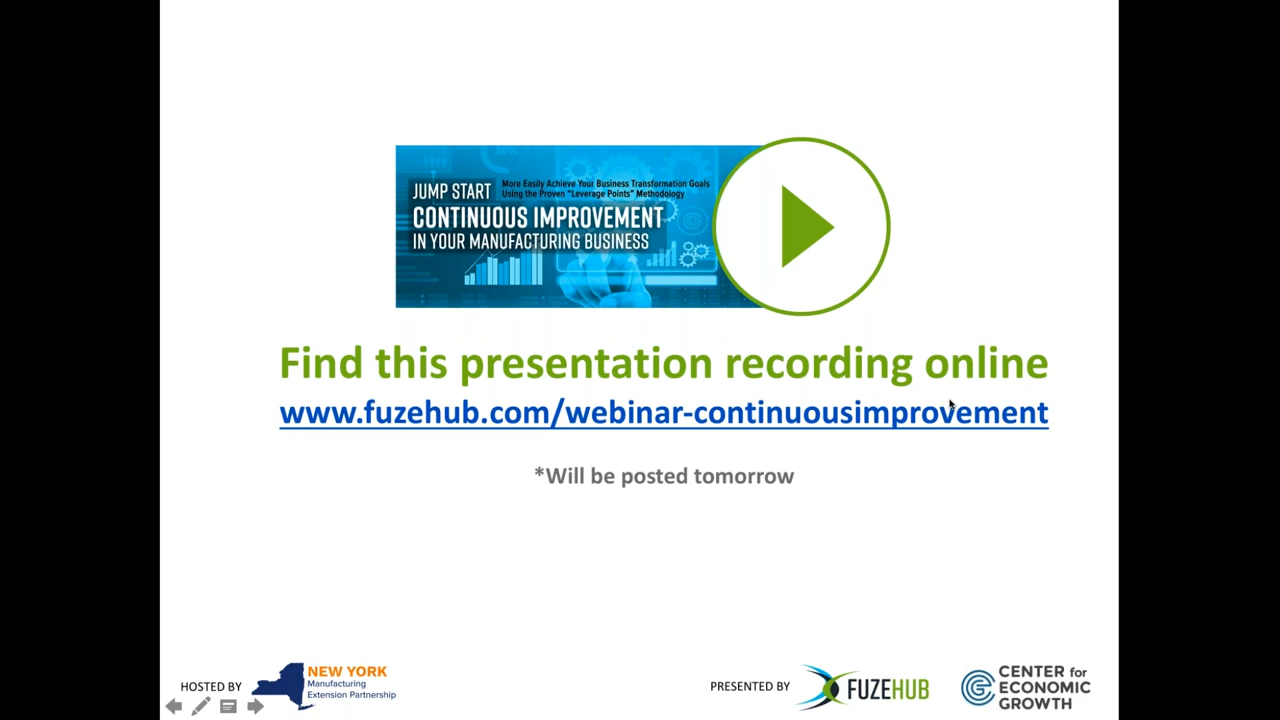 JUMP START
More Easily Achieve Your Business Transformation Goals
Using the Proven "Leverage Points" Methodology
CONTINUOUS IMPROVEMENT
IN YOUR MANUFACTURING BUSINESS
Find this presentation recording online
www.fuzehub.com/webinar-continuousimprovement
*Will be posted tomorrow
HOSTED BY
NEW YORK
Manufacturing
Extension Partnership
PRESENTED BY
FUZEHUB
CENTER for
ECONOMIC
GROWTH